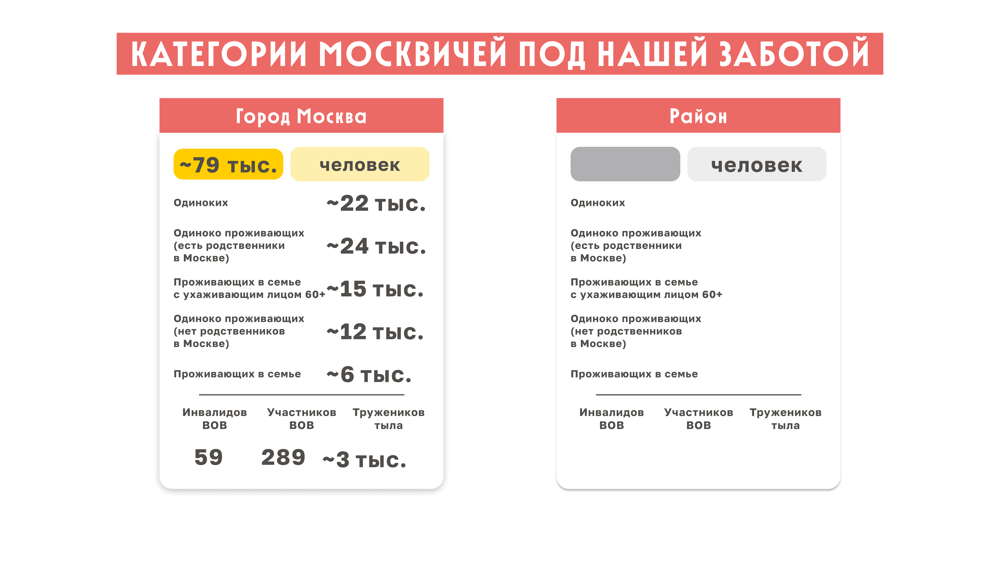 КАТЕГОРИИ МОСКВИЧЕЙ ПОД НАШЕЙ ЗАБОТОЙ
Город Москва
~79 тыс. человек
Одиноких ~22 тыс.
Одиноко проживающих
(есть родственники
в Москве)
~24 тыс.
Проживающих в семье
с ухаживающим лицом 60+
~15 тыс.
Одиноко проживающих
(нет родственников
в Москве)
~12 тыс.
Проживающих в семье ~6 тыс.
Инвалидов
ВОВ
Участников
ВОВ
Тружеников
тыла
59 289 ~3 тыс.
Район
человек
Одиноких
Одиноко проживающих
(есть родственники
в Москве)
Проживающих в семье
с ухаживающим лицом 60+
Одиноко проживающих
(нет родственников
в Москве)
Проживающих в семье
Инвалидов
ВОВ
Участников
ВОВ
Тружеников
тыла